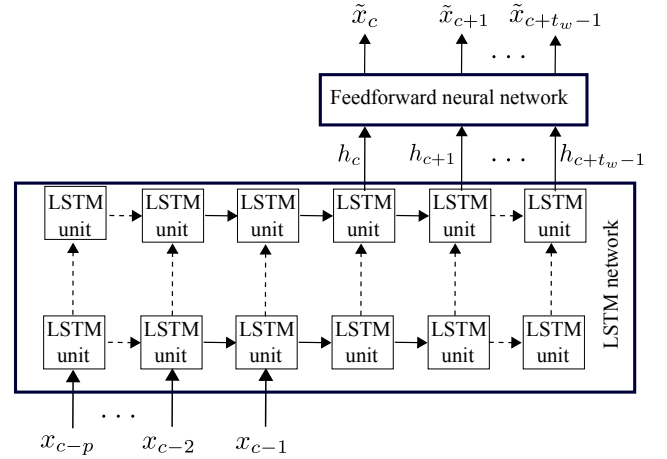 x̃_c x̃_{c+1} x̃_{c+t_w−1}
. . .
Feedforward neural network
h_c h_{c+1} . . . h_{c+t_w−1}
LSTM unit LSTM unit LSTM unit LSTM unit LSTM unit LSTM unit
LSTM network
LSTM unit LSTM unit LSTM unit LSTM unit LSTM unit LSTM unit
. . .
x_{c−p} x_{c−2} x_{c−1}